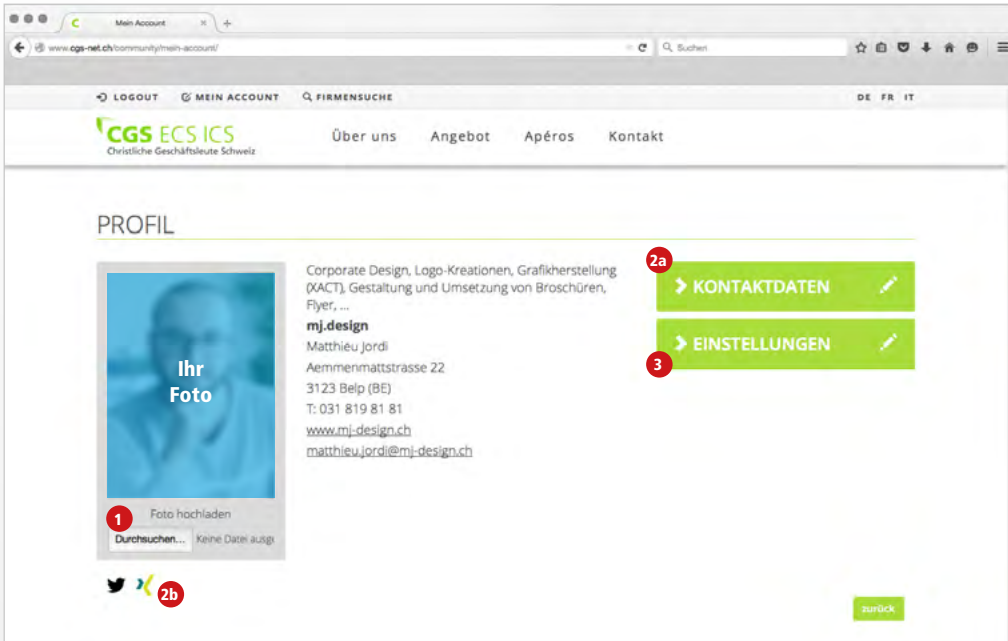 Mein Account
www.cgs-net.ch/community/mein-account/
Suchen
LOGOUT MEIN ACCOUNT FIRMENSUCHE DE FR IT
CGS ECS ICS
Christliche Geschäftsleute Schweiz
Über uns Angebot Apéros Kontakt
PROFIL
Ihr
Foto
1
Foto hochladen
Durchsuchen... Keine Datei ausge
2b
Corporate Design, Logo-Kreationen, Grafikherstellung
(XACT), Gestaltung und Umsetzung von Broschüren,
Flyer, ...
mj.design
Matthieu Jordi
Aemmenmattstrasse 22
3123 Belp (BE)
T: 031 819 81 81
www.mj-design.ch
matthieu.jordi@mj-design.ch
2a
KONTAKTDATEN
EINSTELLUNGEN
3
zurück